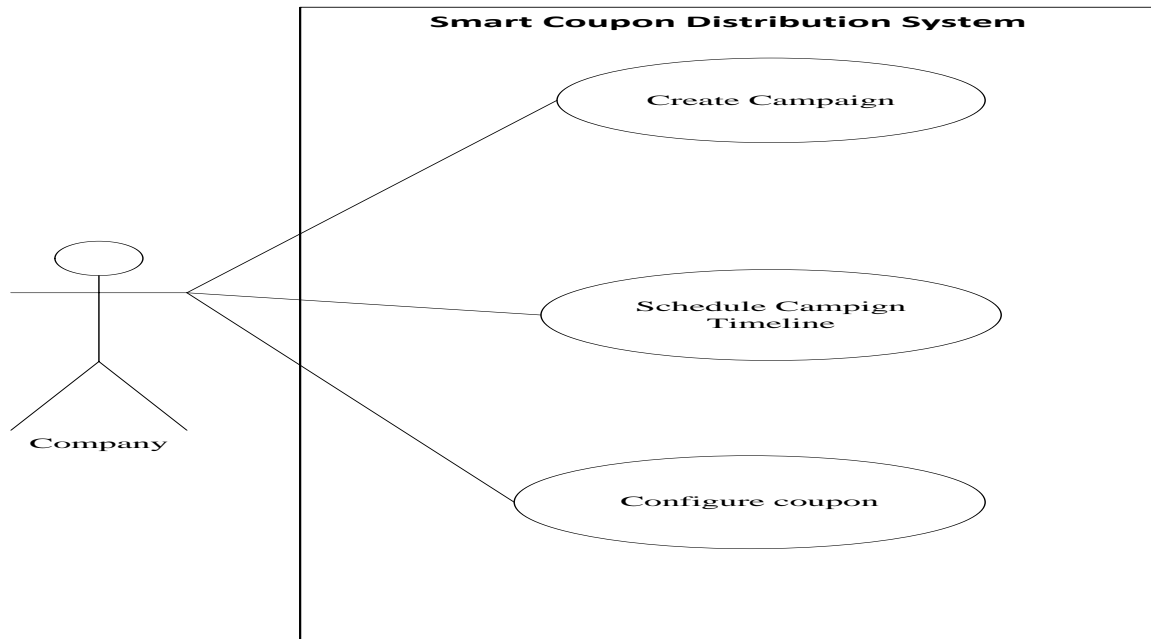 Smart Coupon Distribution System
Create Campaign
Schedule Campign
Timeline
Company
Configure coupon